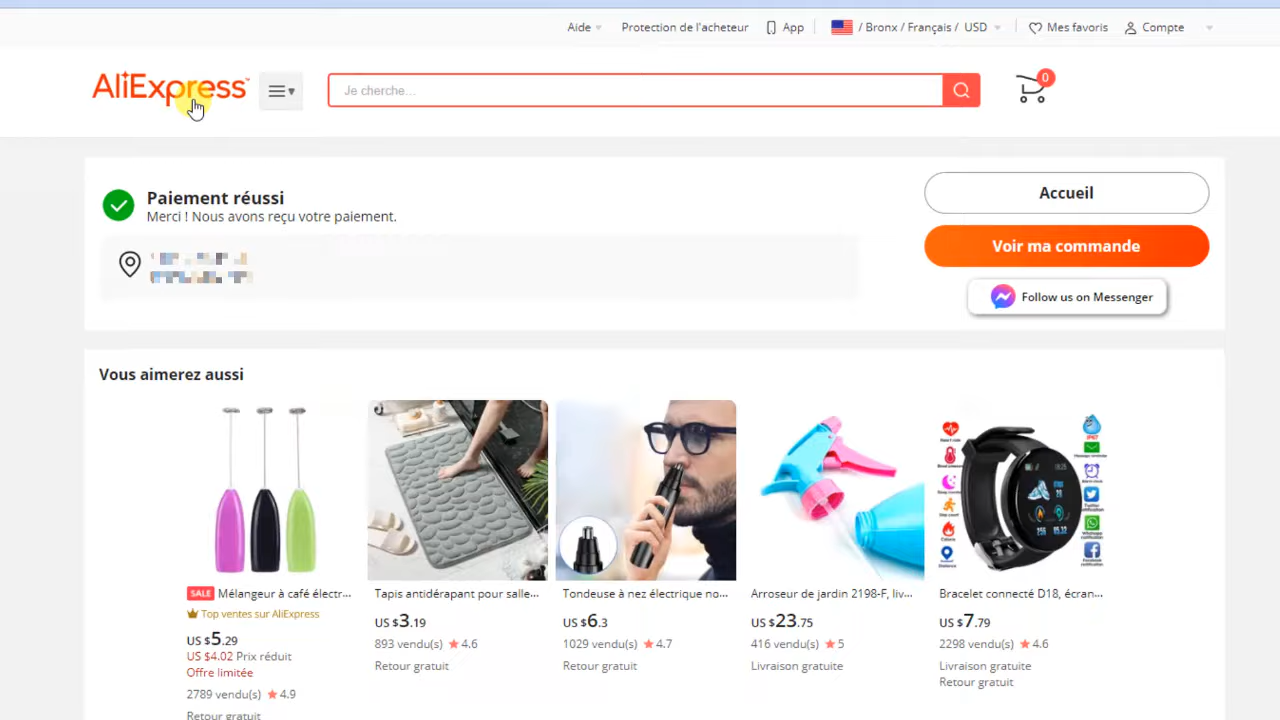 Aide
Protection de l'acheteur
App
/ Bronx / Français / USD
Mes favoris
Compte
AliExpress
Je cherche...
0
Paiement réussi
Merci ! Nous avons reçu votre paiement.
Accueil
Voir ma commande
Follow us on Messenger
Vous aimerez aussi
SALE Mélangeur à café électr...
Top ventes sur AliExpress
US $5.29
US $4.02 Prix réduit
Offre limitée
2789 vendu(s) ★ 4.9
Retour gratuit
Tapis antidérapant pour salle...
US $3.19
893 vendu(s) ★ 4.6
Retour gratuit
Tondeuse à nez électrique no...
US $6.3
1029 vendu(s) ★ 4.7
Retour gratuit
Arroseur de jardin 2198-F, liv...
US $23.75
416 vendu(s) ★ 5
Livraison gratuite
Bracelet connecté D18, écran...
US $7.79
2298 vendu(s) ★ 4.6
Livraison gratuite
Retour gratuit